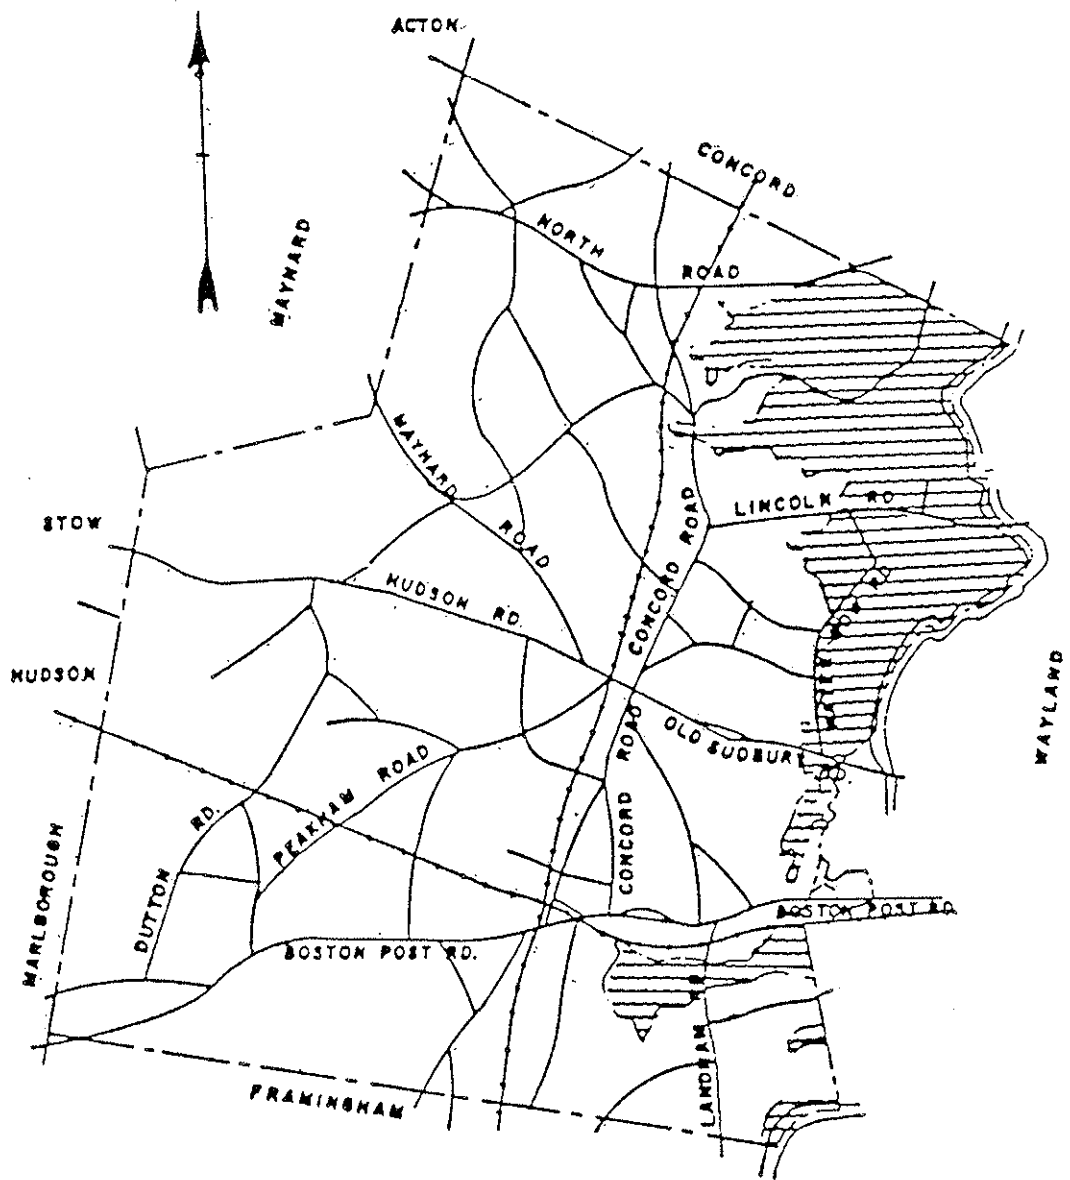 ACTON
CONCORD
MAYNARD
NORTH
ROAD
MAYNARD
ROAD
STOW
LINCOLN RD
CONCORD ROAD
HUDSON RD.
HUDSON
WAYLAND
OLD SUDBURY
CONCORD ROAD
PEAKHAM ROAD
DUTTON RD.
MARLBOROUGH
BOSTON POST RD.
BOSTON POST RD.
LANDHAM RD
FRAMINGHAM